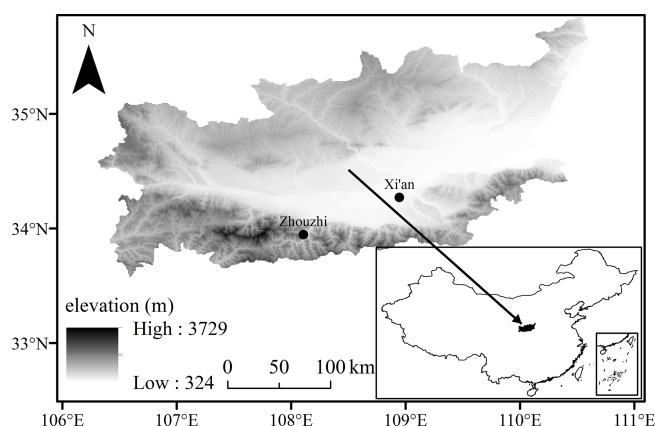 N
35°N
Xi'an
Zhouzhi
34°N
elevation (m)
High : 3729
33°N
0 50 100 km
Low : 324
106°E 107°E 108°E 109°E 110°E 111°E